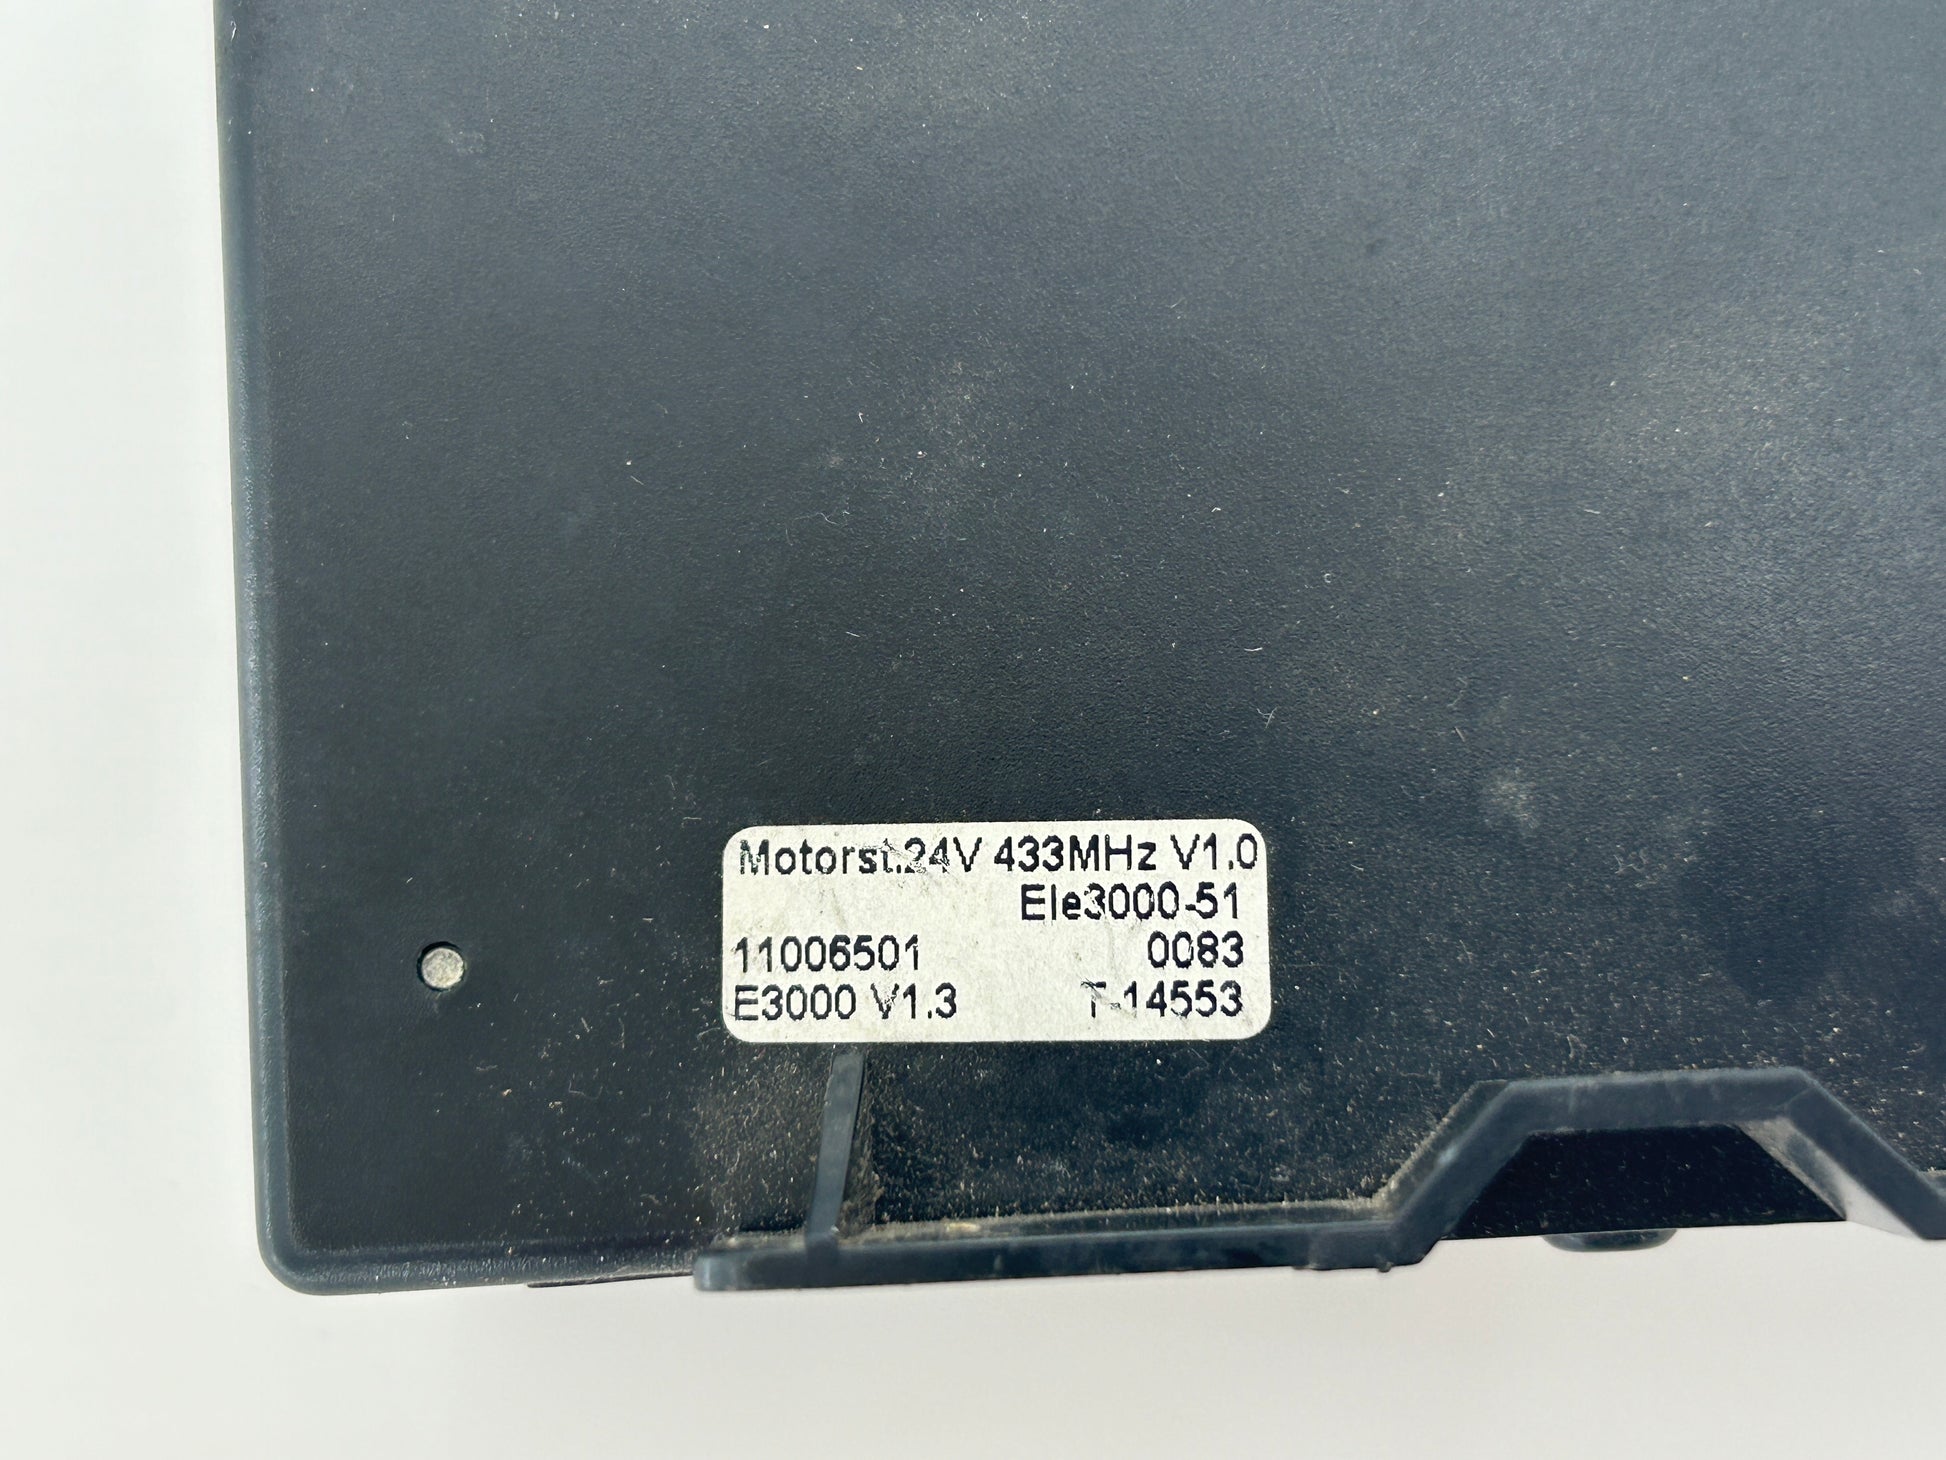 Motorst.24V 433MHz V1.0
Ele3000-51
11006501 0083
E3000 V1.3 T-14553